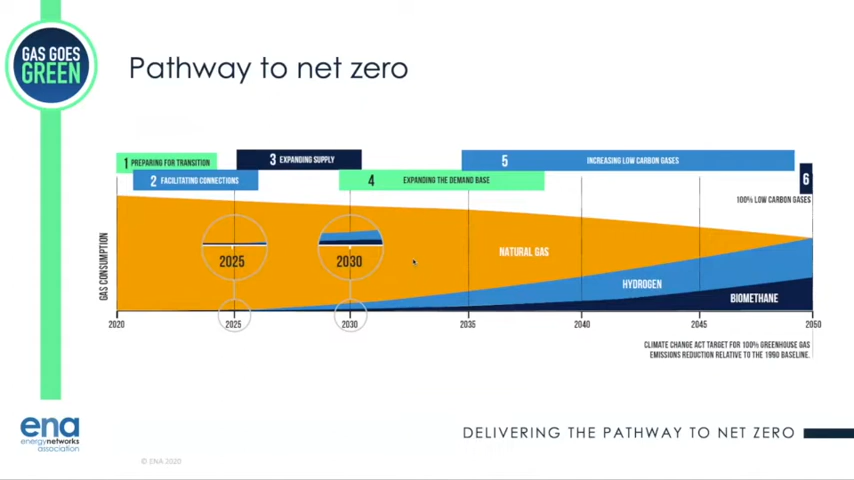 GAS GOES
GREEN
Pathway to net zero
1 PREPARING FOR TRANSITION
2 FACILITATING CONNECTIONS
3 EXPANDING SUPPLY
4 EXPANDING THE DEMAND BASE
5 INCREASING LOW CARBON GASES
6
100% LOW CARBON GASES
GAS CONSUMPTION
2025
2030
NATURAL GAS
HYDROGEN
BIOMETHANE
2020
2025
2030
2035
2040
2045
2050
CLIMATE CHANGE ACT TARGET FOR 100% GREENHOUSE GAS
EMISSIONS REDUCTION RELATIVE TO THE 1990 BASELINE.
ena
energynetworks
association
DELIVERING THE PATHWAY TO NET ZERO
© ENA 2020